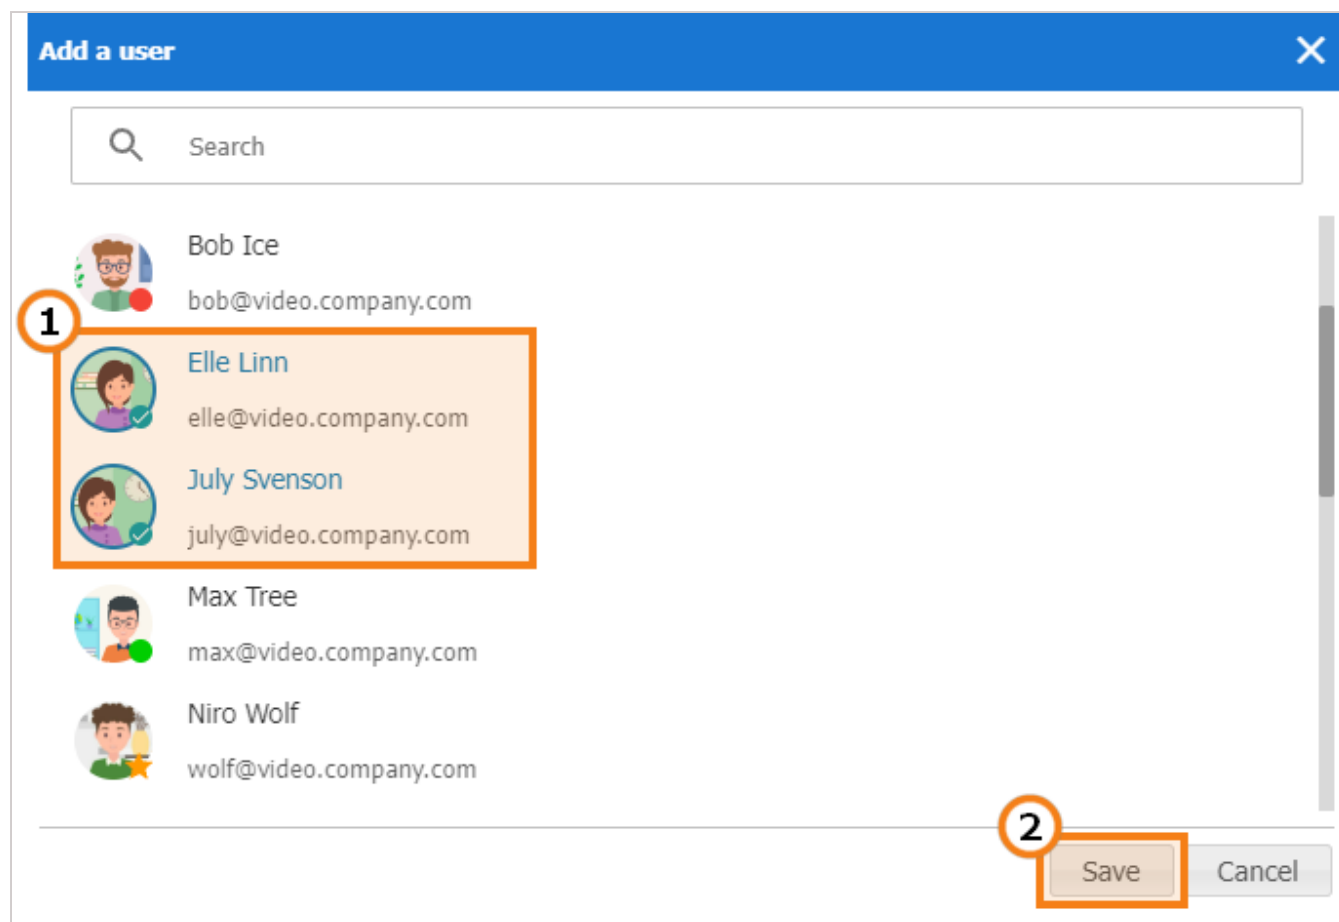 Add a user
Search
Bob Ice
bob@video.company.com
1
Elle Linn
elle@video.company.com
July Svenson
july@video.company.com
Max Tree
max@video.company.com
Niro Wolf
wolf@video.company.com
2
Save Cancel